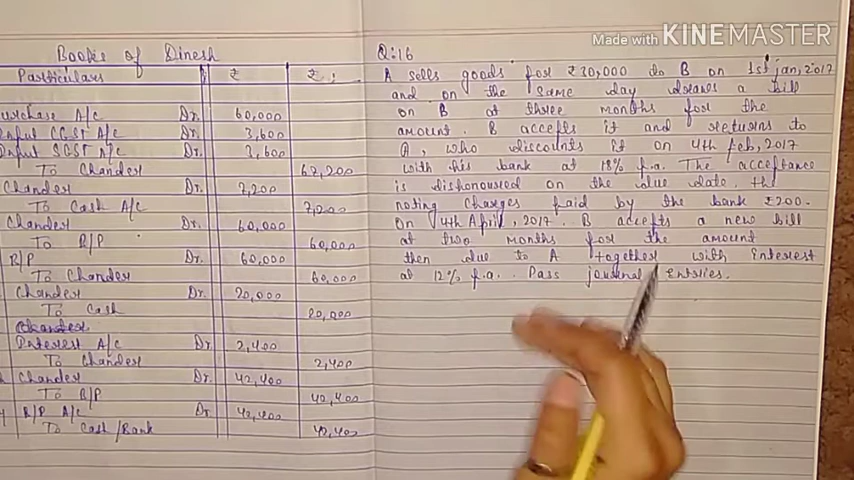 Made with KINEMASTER
Books of Dinesh
Particulars ₹ ₹
Purchase A/c Dr. 60,000
Input CGST A/c Dr. 3,600
Input SGST A/c Dr. 3,600
To Chander 67,200
Chander Dr. 7,200
To Cash A/c 7,200
Chander Dr. 60,000
To B/P 60,000
B/P Dr. 60,000
To Chander 60,000
Chander Dr. 20,000
To Cash 20,000
Interest A/c Dr. 2,400
To Chander 2,400
Chander Dr. 42,400
To B/P 42,400
B/P A/c Dr 42,400
To Cash/Bank 42,400
Q:16
A sells goods for ₹30,000 to B on 1st jan, 2017
and on the same day draws a bill
on B at three months for the
amount. B accepts it and returns to
A, who discounts it on 4th feb, 2017
with his bank at 18% p.a. The acceptance
is dishonoured on the due date, the
noting charges paid by the bank ₹200.
On 4th April, 2017. B accepts a new bill
at two months for the amount
then due to A together with Interest
at 12% p.a. Pass journal Entries.